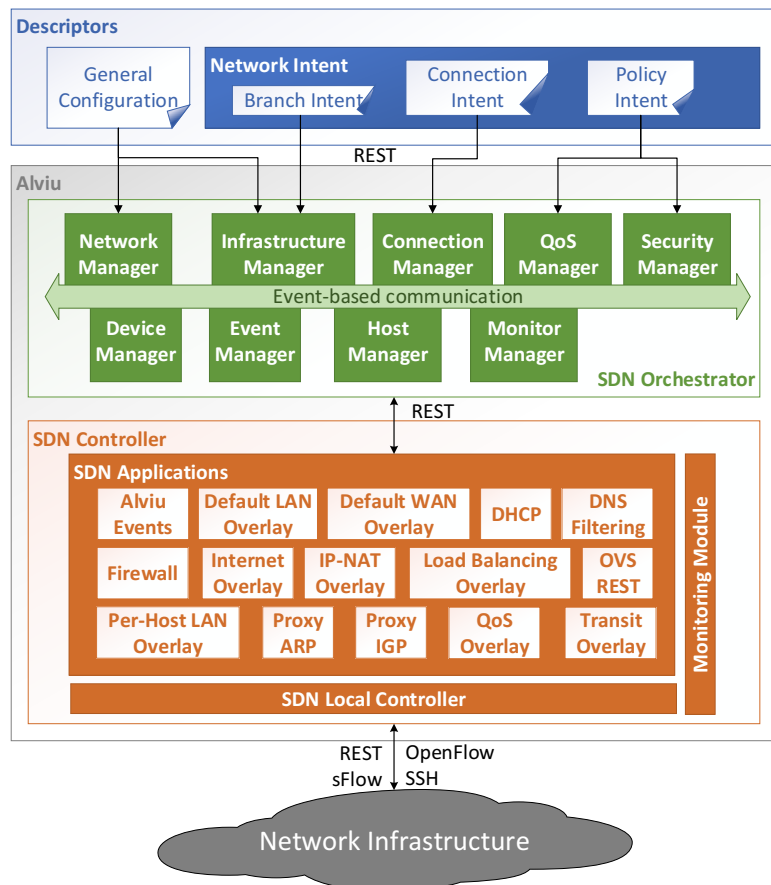 Descriptors
General
Configuration
Network Intent
Branch Intent
Connection
Intent
Policy
Intent
REST
Alviu
Network
Manager
Infrastructure
Manager
Connection
Manager
QoS
Manager
Security
Manager
Event-based communication
Device
Manager
Event
Manager
Host
Manager
Monitor
Manager
SDN Orchestrator
REST
SDN Controller
SDN Applications
Alviu
Events
Default LAN
Overlay
Default WAN
Overlay
DHCP
DNS
Filtering
Firewall
Internet
Overlay
IP-NAT
Overlay
Load Balancing
Overlay
OVS
REST
Per-Host LAN
Overlay
Proxy
ARP
Proxy
IGP
QoS
Overlay
Transit
Overlay
Monitoring Module
SDN Local Controller
REST
sFlow
OpenFlow
SSH
Network Infrastructure